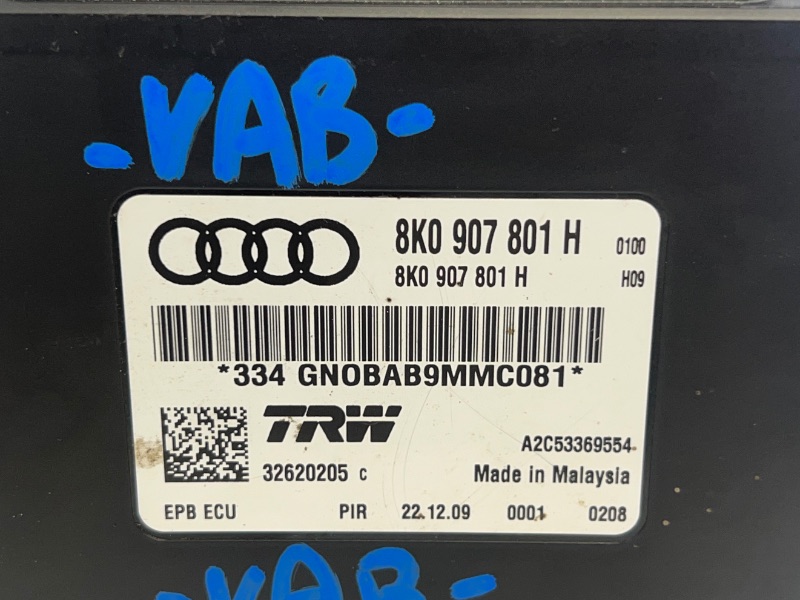 -VAB-
8K0 907 801 H 0100
8K0 907 801 H H09
*334 GNOBAB9MMC081*
TRW
A2C53369554
32620205 c Made in Malaysia
EPB ECU PIR 22.12.09 0001 0208
-VAB-